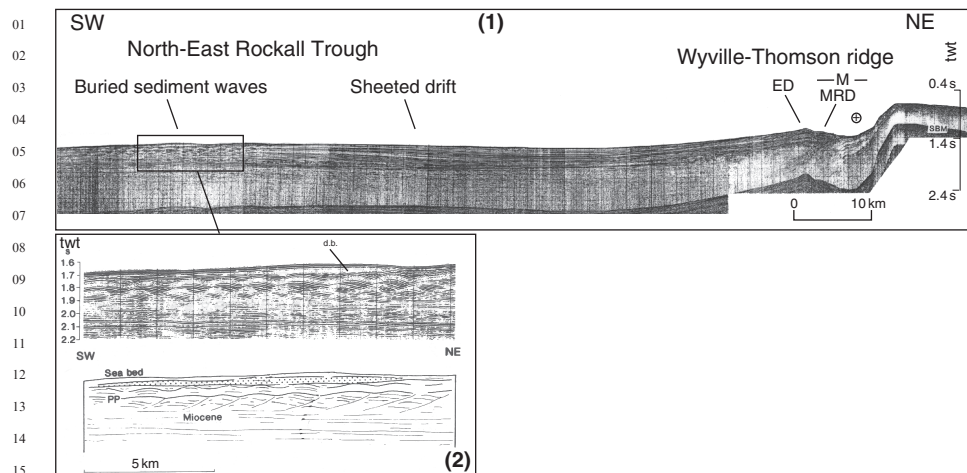 01
02
03
04
05
06
07
08
09
10
11
12
13
14
15
SW (1) NE
North-East Rockall Trough
Wyville-Thomson ridge
Buried sediment waves
Sheeted drift
ED
M
MRD
SBM
twt
0.4 s
1.4 s
2.4 s
0 10 km
twt
s
1.6
1.7
1.8
1.9
2.0
2.1
2.2
d.b.
SW NE
Sea bed
PP
Miocene
5 km
(2)